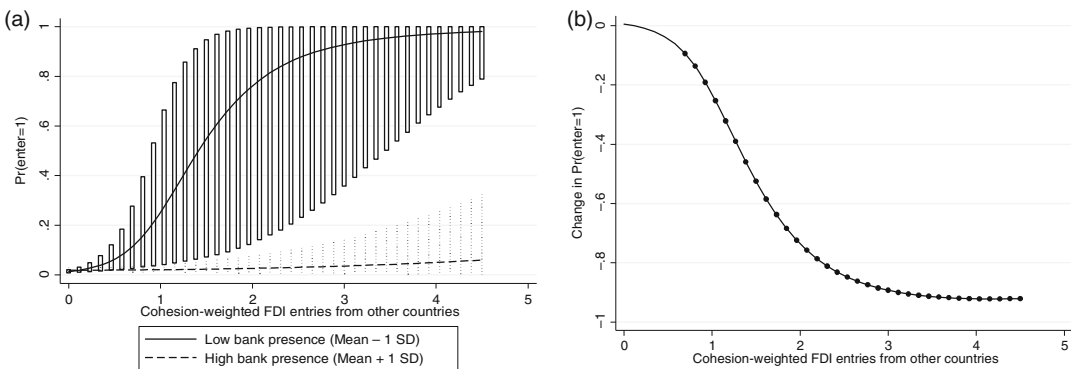 (a)
Pr(enter=1)
1
.8
.6
.4
.2
0
0 1 2 3 4 5
Cohesion-weighted FDI entries from other countries
Low bank presence (Mean – 1 SD)
High bank presence (Mean + 1 SD)
(b)
Change in Pr(enter=1)
0
–.2
–.4
–.6
–.8
–1
0 1 2 3 4 5
Cohesion-weighted FDI entries from other countries